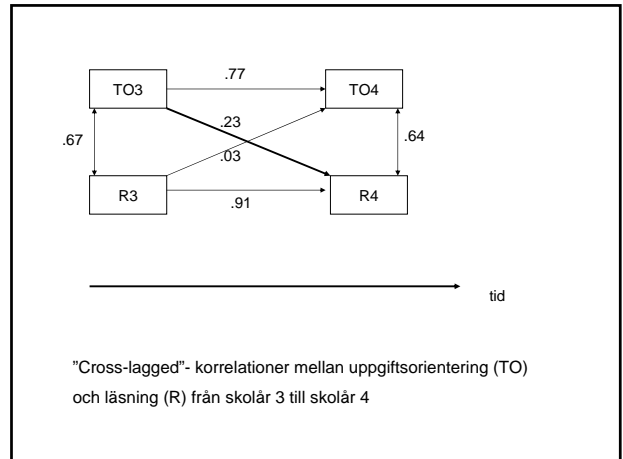 .77
TO3 TO4
.23
.67 .64
.03
R3 R4
.91
tid
”Cross-lagged”- korrelationer mellan uppgiftsorientering (TO)
och läsning (R) från skolår 3 till skolår 4